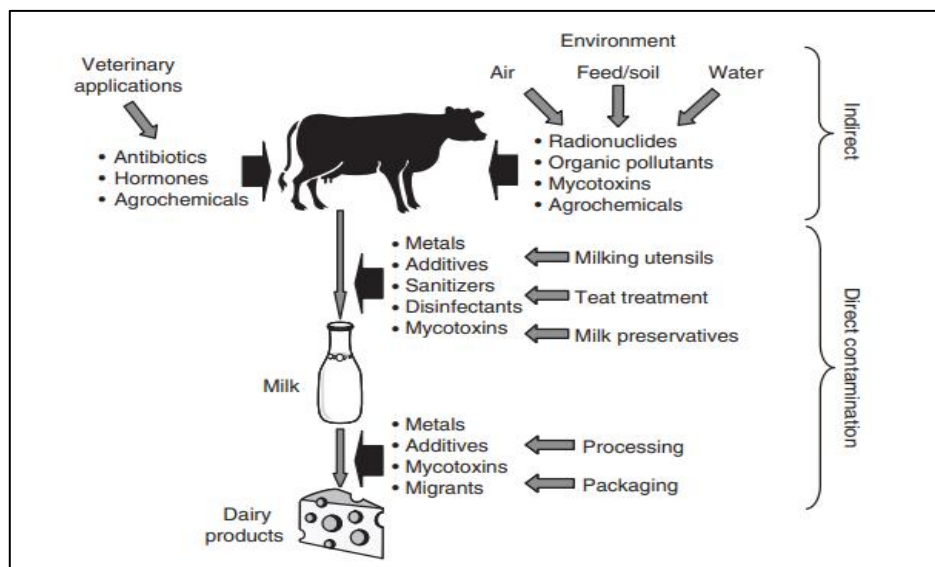 Environment
Veterinary
applications
Air
Feed/soil
Water
• Antibiotics
• Hormones
• Agrochemicals
• Radionuclides
• Organic pollutants
• Mycotoxins
• Agrochemicals
Indirect
• Metals
• Additives
• Sanitizers
• Disinfectants
• Mycotoxins
Milking utensils
Teat treatment
Milk preservatives
Milk
• Metals
• Additives
• Mycotoxins
• Migrants
Processing
Packaging
Dairy
products
Direct contamination